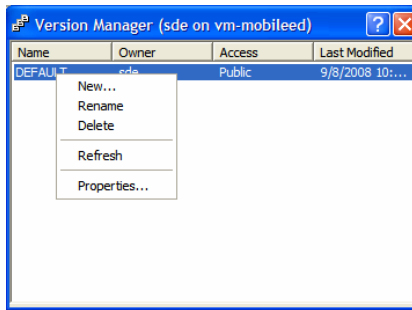 Version Manager (sde on vm-mobileed)
Name Owner Access Last Modified
DEFAULT sde Public 9/8/2008 10:...
New...
Rename
Delete
Refresh
Properties...